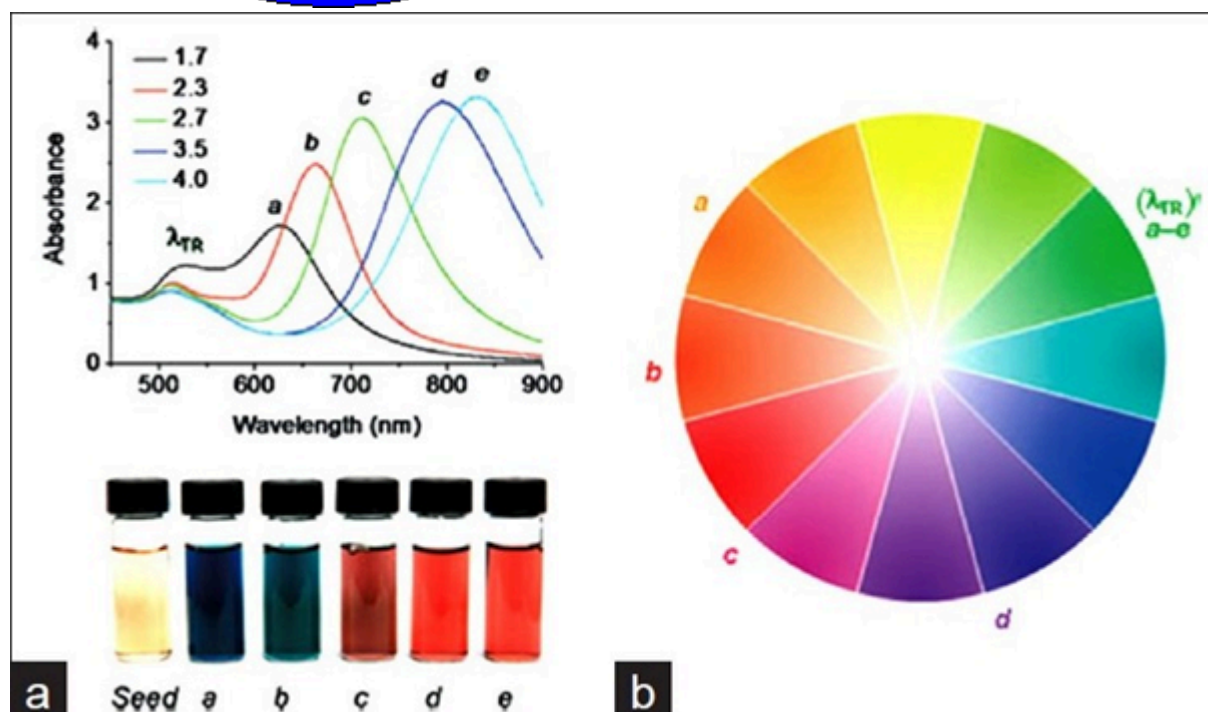 4
3
2
1
0
Absorbance
1.7
2.3
2.7
3.5
4.0
λTR
a
b
c
d
e
500 600 700 800 900
Wavelength (nm)
Seed a b c d e
a
a
b
c
d
(λTR)
a–e
b